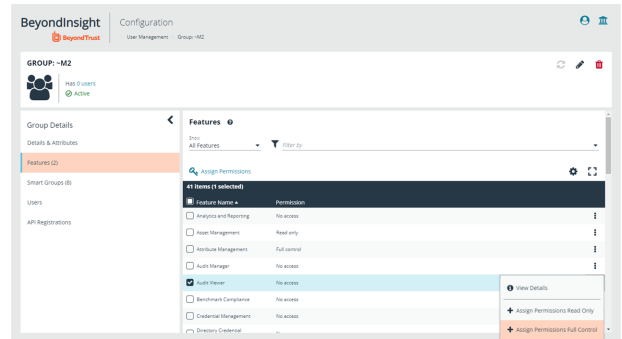 BeyondInsight
BeyondTrust
Configuration
User Management
Group: ~M2
GROUP: ~M2
Has 0 users
Active
Group Details
Details & Attributes
Features (2)
Smart Groups (8)
Users
API Registrations
Features
Show
All Features
Filter by
Assign Permissions
41 items (1 selected)
Feature Name Permission
Analytics and Reporting No access
Asset Management Read only
Attribute Management Full control
Audit Manager No access
Audit Viewer No access
Benchmark Compliance No access
Credential Management No access
Directory Credential
View Details
Assign Permissions Read Only
Assign Permissions Full Control